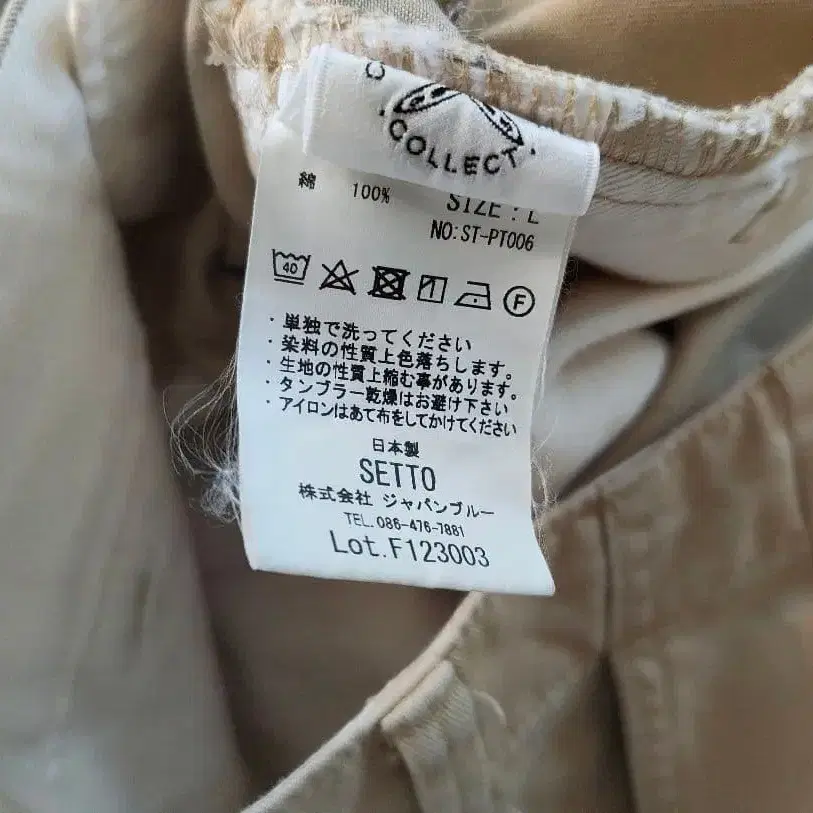 COLLECT
綿 100%
SIZE : L
NO:ST-PT006
40
F
・単独で洗ってください
・染料の性質上色落ちします。
・生地の性質上縮む事があります。
・タンブラー乾燥はお避け下さい
・アイロンはあて布をしてかけてください
日本製
SETTO
株式会社 ジャパンブルー
TEL.086-476-7881
Lot.F123003